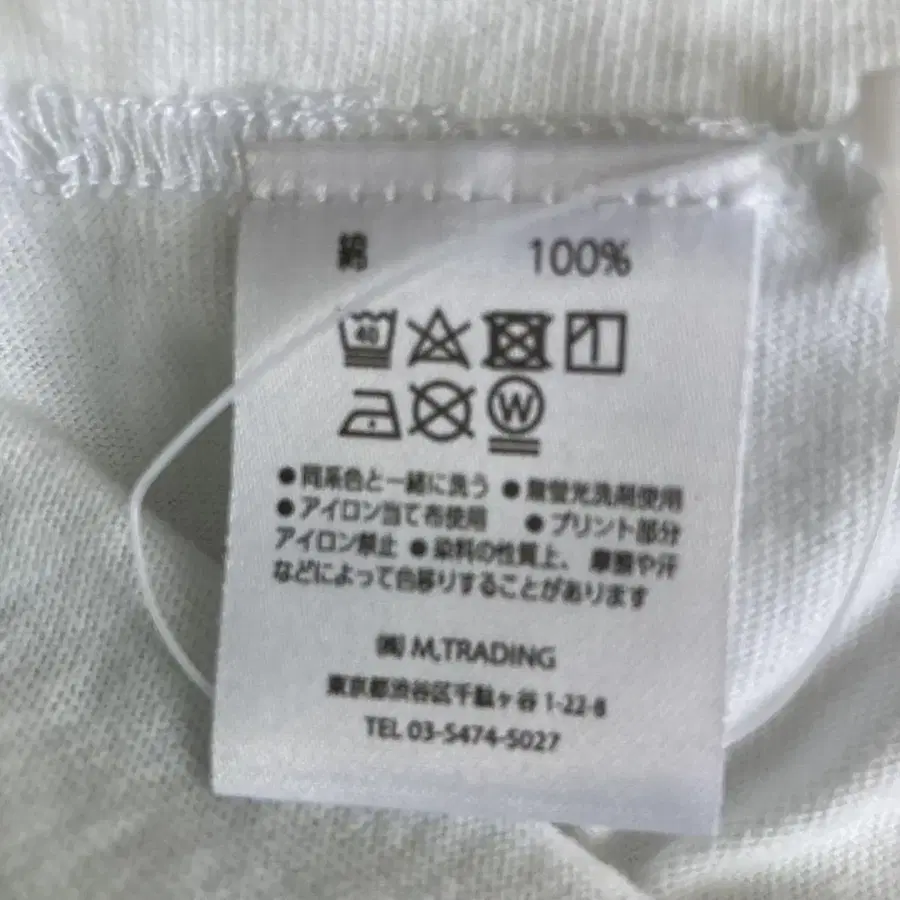 綿 100%
40
W
●同系色と一緒に洗う ●無蛍光洗剤使用
●アイロン当て布使用 ●プリント部分
アイロン禁止 ●染料の性質上、摩擦や汗
などによって色移りすることがあります
㈱ M,TRADING
東京都渋谷区千駄ヶ谷 1-22-8
TEL 03-5474-5027